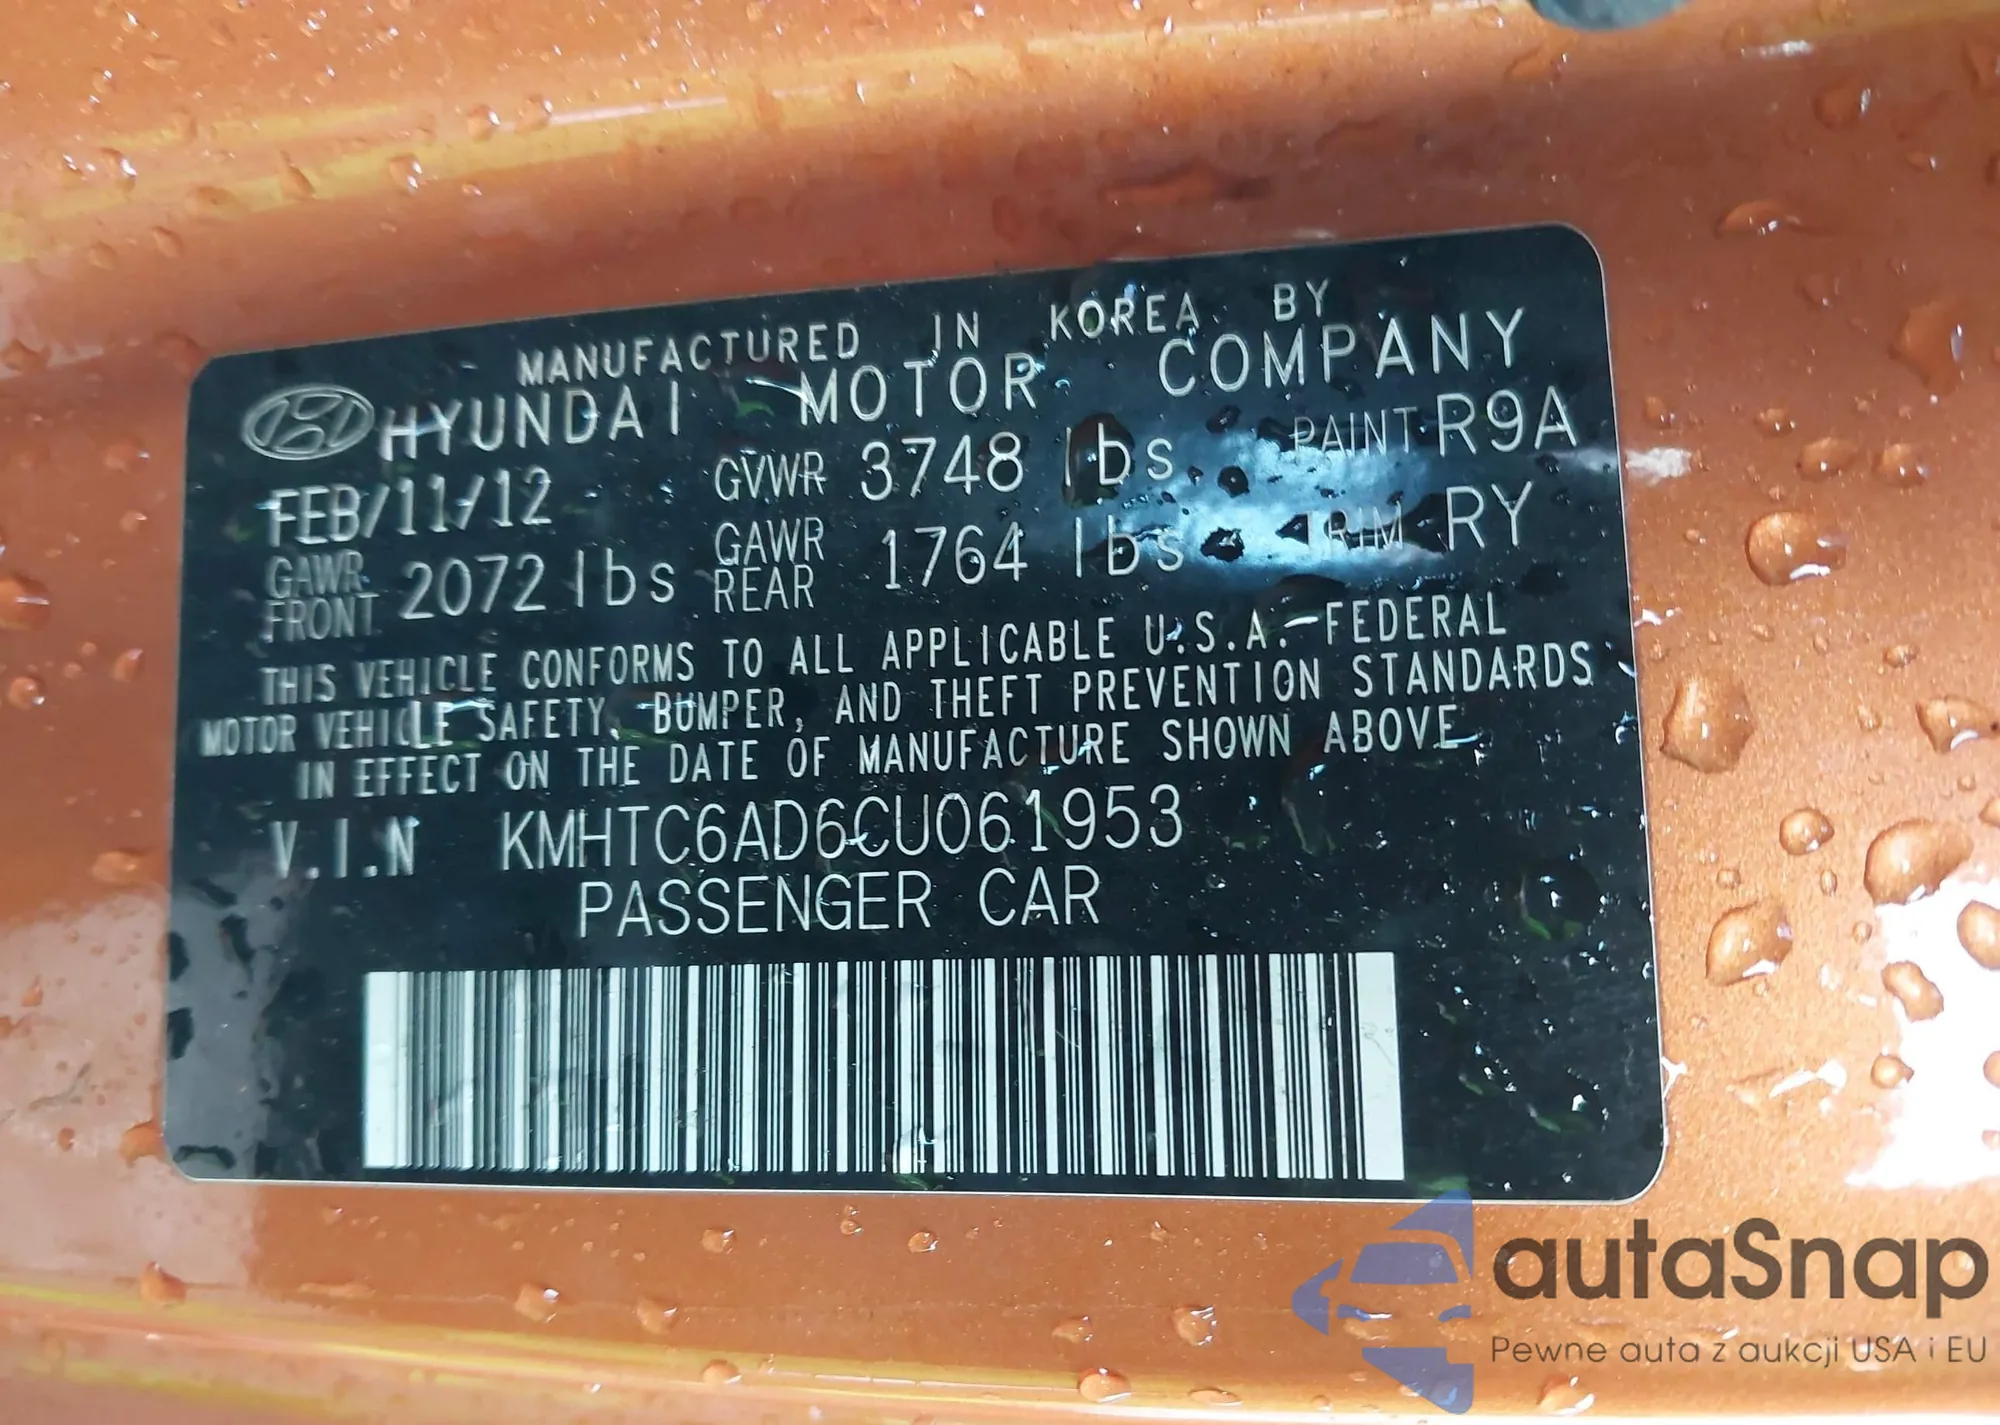 MANUFACTURED IN KOREA BY
HYUNDAI MOTOR COMPANY
FEB/11/12 GVWR 3748 lbs PAINT R9A
GAWR FRONT 2072 lbs GAWR REAR 1764 lbs TRIM RY
THIS VEHICLE CONFORMS TO ALL APPLICABLE U.S.A. FEDERAL
MOTOR VEHICLE SAFETY, BUMPER, AND THEFT PREVENTION STANDARDS
IN EFFECT ON THE DATE OF MANUFACTURE SHOWN ABOVE.
V.I.N KMHTC6AD6CU061953
PASSENGER CAR
autaSnap
Pewne auta z aukcji USA i EU